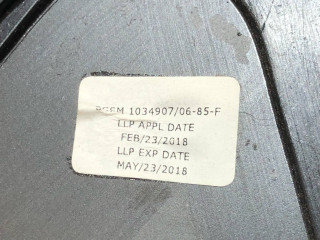 1034907/06-85-F
LLP APPL DATE
FEB/23/2018
LLP EXP DATE
MAY/23/2018